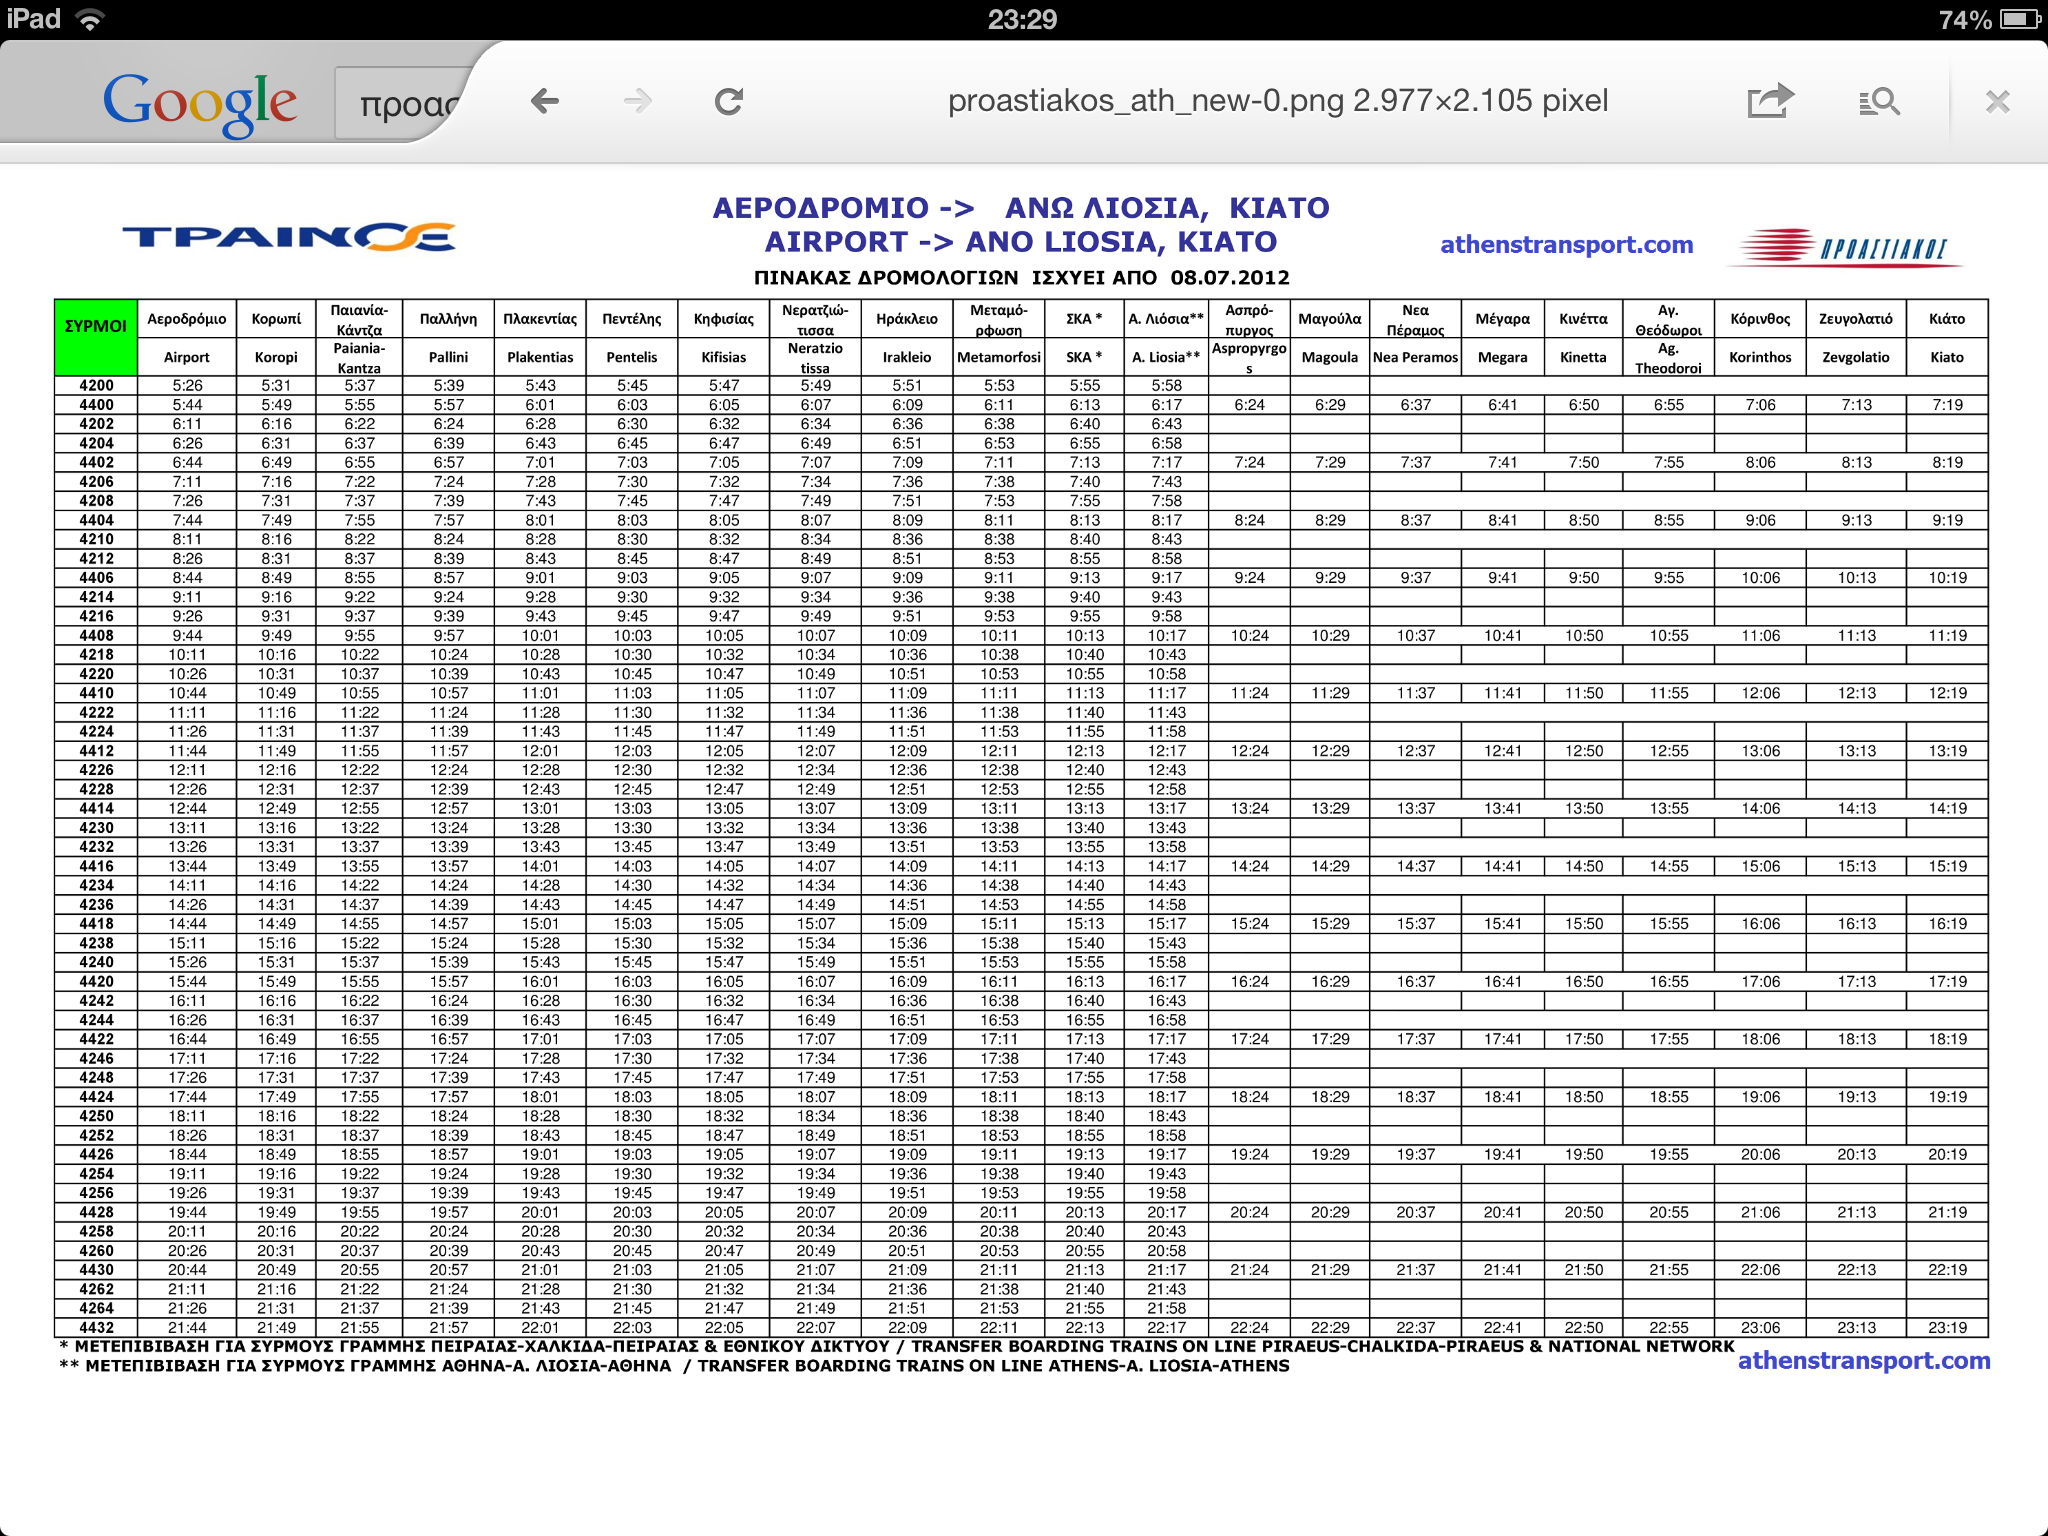 iPad 23:29 74%
Google προασ proastiakos_ath_new-0.png 2.977×2.105 pixel
ΤΡΑΙΝΟΣΕ
ΑΕΡΟΔΡΟΜΙΟ -> ΑΝΩ ΛΙΟΣΙΑ, ΚΙΑΤΟ
AIRPORT -> ANO LIOSIA, KIATO
athenstransport.com ΠΡΟΑΣΤΙΑΚΟΣ
ΠΙΝΑΚΑΣ ΔΡΟΜΟΛΟΓΙΩΝ ΙΣΧΥΕΙ ΑΠΟ 08.07.2012
ΣΥΡΜΟΙ Αεροδρόμιο Κορωπί Παιανία-Κάντζα Παλλήνη Πλακεντίας Πεντέλης Κηφισίας Νερατζιώ-τισσα Ηράκλειο Μεταμό-ρφωση ΣΚΑ * Α. Λιόσια** Ασπρό-πυργος Μαγούλα Νεα Πέραμος Μέγαρα Κινέττα Αγ. Θεόδωροι Κόρινθος Ζευγολατιό Κιάτο
Airport Koropi Paiania-Kantza Pallini Plakentias Pentelis Kifisias Neratzio tissa Irakleio Metamorfosi SKA * A. Liosia** Aspropyrgo s Magoula Nea Peramos Megara Kinetta Ag. Theodoroi Korinthos Zevgolatio Kiato
4200 5:26 5:31 5:37 5:39 5:43 5:45 5:47 5:49 5:51 5:53 5:55 5:58
4400 5:44 5:49 5:55 5:57 6:01 6:03 6:05 6:07 6:09 6:11 6:13 6:17 6:24 6:29 6:37 6:41 6:50 6:55 7:06 7:13 7:19
4202 6:11 6:16 6:22 6:24 6:28 6:30 6:32 6:34 6:36 6:38 6:40 6:43
4204 6:26 6:31 6:37 6:39 6:43 6:45 6:47 6:49 6:51 6:53 6:55 6:58
4402 6:44 6:49 6:55 6:57 7:01 7:03 7:05 7:07 7:09 7:11 7:13 7:17 7:24 7:29 7:37 7:41 7:50 7:55 8:06 8:13 8:19
4206 7:11 7:16 7:22 7:24 7:28 7:30 7:32 7:34 7:36 7:38 7:40 7:43
4208 7:26 7:31 7:37 7:39 7:43 7:45 7:47 7:49 7:51 7:53 7:55 7:58
4404 7:44 7:49 7:55 7:57 8:01 8:03 8:05 8:07 8:09 8:11 8:13 8:17 8:24 8:29 8:37 8:41 8:50 8:55 9:06 9:13 9:19
4210 8:11 8:16 8:22 8:24 8:28 8:30 8:32 8:34 8:36 8:38 8:40 8:43
4212 8:26 8:31 8:37 8:39 8:43 8:45 8:47 8:49 8:51 8:53 8:55 8:58
4406 8:44 8:49 8:55 8:57 9:01 9:03 9:05 9:07 9:09 9:11 9:13 9:17 9:24 9:29 9:37 9:41 9:50 9:55 10:06 10:13 10:19
4214 9:11 9:16 9:22 9:24 9:28 9:30 9:32 9:34 9:36 9:38 9:40 9:43
4216 9:26 9:31 9:37 9:39 9:43 9:45 9:47 9:49 9:51 9:53 9:55 9:58
4408 9:44 9:49 9:55 9:57 10:01 10:03 10:05 10:07 10:09 10:11 10:13 10:17 10:24 10:29 10:37 10:41 10:50 10:55 11:06 11:13 11:19
4218 10:11 10:16 10:22 10:24 10:28 10:30 10:32 10:34 10:36 10:38 10:40 10:43
4220 10:26 10:31 10:37 10:39 10:43 10:45 10:47 10:49 10:51 10:53 10:55 10:58
4410 10:44 10:49 10:55 10:57 11:01 11:03 11:05 11:07 11:09 11:11 11:13 11:17 11:24 11:29 11:37 11:41 11:50 11:55 12:06 12:13 12:19
4222 11:11 11:16 11:22 11:24 11:28 11:30 11:32 11:34 11:36 11:38 11:40 11:43
4224 11:26 11:31 11:37 11:39 11:43 11:45 11:47 11:49 11:51 11:53 11:55 11:58
4412 11:44 11:49 11:55 11:57 12:01 12:03 12:05 12:07 12:09 12:11 12:13 12:17 12:24 12:29 12:37 12:41 12:50 12:55 13:06 13:13 13:19
4226 12:11 12:16 12:22 12:24 12:28 12:30 12:32 12:34 12:36 12:38 12:40 12:43
4228 12:26 12:31 12:37 12:39 12:43 12:45 12:47 12:49 12:51 12:53 12:55 12:58
4414 12:44 12:49 12:55 12:57 13:01 13:03 13:05 13:07 13:09 13:11 13:13 13:17 13:24 13:29 13:37 13:41 13:50 13:55 14:06 14:13 14:19
4230 13:11 13:16 13:22 13:24 13:28 13:30 13:32 13:34 13:36 13:38 13:40 13:43
4232 13:26 13:31 13:37 13:39 13:43 13:45 13:47 13:49 13:51 13:53 13:55 13:58
4416 13:44 13:49 13:55 13:57 14:01 14:03 14:05 14:07 14:09 14:11 14:13 14:17 14:24 14:29 14:37 14:41 14:50 14:55 15:06 15:13 15:19
4234 14:11 14:16 14:22 14:24 14:28 14:30 14:32 14:34 14:36 14:38 14:40 14:43
4236 14:26 14:31 14:37 14:39 14:43 14:45 14:47 14:49 14:51 14:53 14:55 14:58
4418 14:44 14:49 14:55 14:57 15:01 15:03 15:05 15:07 15:09 15:11 15:13 15:17 15:24 15:29 15:37 15:41 15:50 15:55 16:06 16:13 16:19
4238 15:11 15:16 15:22 15:24 15:28 15:30 15:32 15:34 15:36 15:38 15:40 15:43
4240 15:26 15:31 15:37 15:39 15:43 15:45 15:47 15:49 15:51 15:53 15:55 15:58
4420 15:44 15:49 15:55 15:57 16:01 16:03 16:05 16:07 16:09 16:11 16:13 16:17 16:24 16:29 16:37 16:41 16:50 16:55 17:06 17:13 17:19
4242 16:11 16:16 16:22 16:24 16:28 16:30 16:32 16:34 16:36 16:38 16:40 16:43
4244 16:26 16:31 16:37 16:39 16:43 16:45 16:47 16:49 16:51 16:53 16:55 16:58
4422 16:44 16:49 16:55 16:57 17:01 17:03 17:05 17:07 17:09 17:11 17:13 17:17 17:24 17:29 17:37 17:41 17:50 17:55 18:06 18:13 18:19
4246 17:11 17:16 17:22 17:24 17:28 17:30 17:32 17:34 17:36 17:38 17:40 17:43
4248 17:26 17:31 17:37 17:39 17:43 17:45 17:47 17:49 17:51 17:53 17:55 17:58
4424 17:44 17:49 17:55 17:57 18:01 18:03 18:05 18:07 18:09 18:11 18:13 18:17 18:24 18:29 18:37 18:41 18:50 18:55 19:06 19:13 19:19
4250 18:11 18:16 18:22 18:24 18:28 18:30 18:32 18:34 18:36 18:38 18:40 18:43
4252 18:26 18:31 18:37 18:39 18:43 18:45 18:47 18:49 18:51 18:53 18:55 18:58
4426 18:44 18:49 18:55 18:57 19:01 19:03 19:05 19:07 19:09 19:11 19:13 19:17 19:24 19:29 19:37 19:41 19:50 19:55 20:06 20:13 20:19
4254 19:11 19:16 19:22 19:24 19:28 19:30 19:32 19:34 19:36 19:38 19:40 19:43
4256 19:26 19:31 19:37 19:39 19:43 19:45 19:47 19:49 19:51 19:53 19:55 19:58
4428 19:44 19:49 19:55 19:57 20:01 20:03 20:05 20:07 20:09 20:11 20:13 20:17 20:24 20:29 20:37 20:41 20:50 20:55 21:06 21:13 21:19
4258 20:11 20:16 20:22 20:24 20:28 20:30 20:32 20:34 20:36 20:38 20:40 20:43
4260 20:26 20:31 20:37 20:39 20:43 20:45 20:47 20:49 20:51 20:53 20:55 20:58
4430 20:44 20:49 20:55 20:57 21:01 21:03 21:05 21:07 21:09 21:11 21:13 21:17 21:24 21:29 21:37 21:41 21:50 21:55 22:06 22:13 22:19
4262 21:11 21:16 21:22 21:24 21:28 21:30 21:32 21:34 21:36 21:38 21:40 21:43
4264 21:26 21:31 21:37 21:39 21:43 21:45 21:47 21:49 21:51 21:53 21:55 21:58
4432 21:44 21:49 21:55 21:57 22:01 22:03 22:05 22:07 22:09 22:11 22:13 22:17 22:24 22:29 22:37 22:41 22:50 22:55 23:06 23:13 23:19
* ΜΕΤΕΠΙΒΙΒΑΣΗ ΓΙΑ ΣΥΡΜΟΥΣ ΓΡΑΜΜΗΣ ΠΕΙΡΑΙΑΣ-ΧΑΛΚΙΔΑ-ΠΕΙΡΑΙΑΣ & ΕΘΝΙΚΟΥ ΔΙΚΤΥΟΥ / TRANSFER BOARDING TRAINS ON LINE PIRAEUS-CHALKIDA-PIRAEUS & NATIONAL NETWORK
** ΜΕΤΕΠΙΒΙΒΑΣΗ ΓΙΑ ΣΥΡΜΟΥΣ ΓΡΑΜΜΗΣ ΑΘΗΝΑ-Α. ΛΙΟΣΙΑ-ΑΘΗΝΑ / TRANSFER BOARDING TRAINS ON LINE ATHENS-A. LIOSIA-ATHENS
athenstransport.com